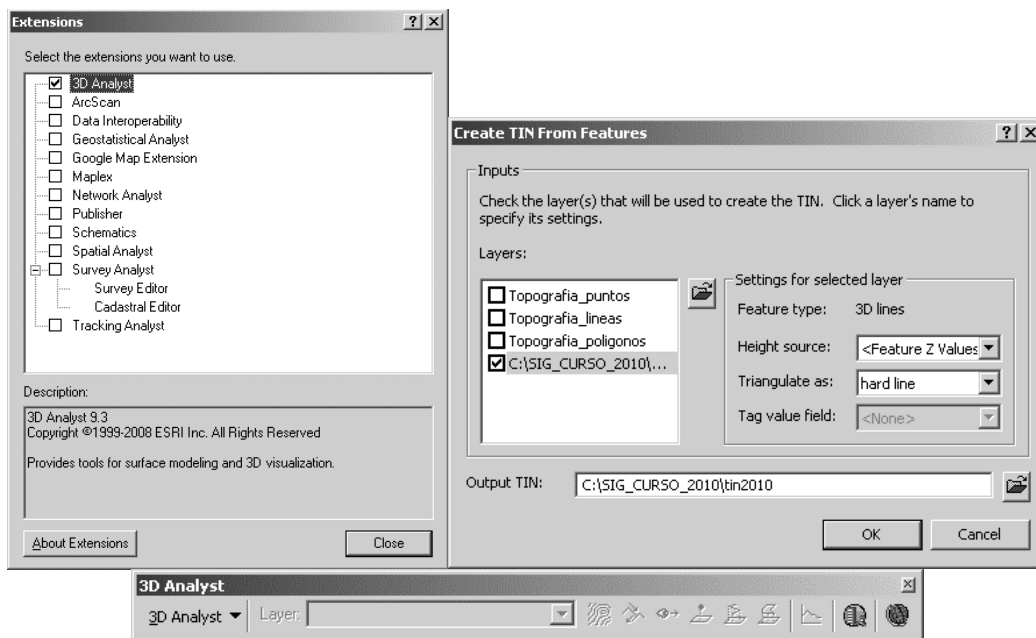 Extensions
Select the extensions you want to use.
3D Analyst
ArcScan
Data Interoperability
Geostatistical Analyst
Google Map Extension
Maplex
Network Analyst
Publisher
Schematics
Spatial Analyst
Survey Analyst
Survey Editor
Cadastral Editor
Tracking Analyst
Description:
3D Analyst 9.3
Copyright ©1999-2008 ESRI Inc. All Rights Reserved
Provides tools for surface modeling and 3D visualization.
About Extensions
Close
Create TIN From Features
Inputs
Check the layer(s) that will be used to create the TIN. Click a layer's name to
specify its settings.
Layers:
Topografia_puntos
Topografia_lineas
Topografia_poligonos
C:\SIG_CURSO_2010\...
Settings for selected layer
Feature type: 3D lines
Height source: <Feature Z Values
Triangulate as: hard line
Tag value field: <None>
Output TIN: C:\SIG_CURSO_2010\tin2010
OK
Cancel
3D Analyst
3D Analyst Layer: